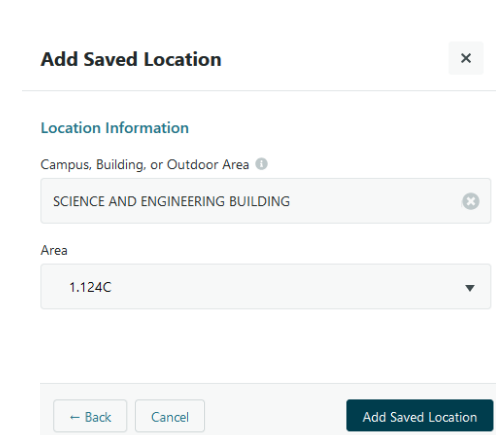 Add Saved Location
Location Information
Campus, Building, or Outdoor Area
SCIENCE AND ENGINEERING BUILDING
Area
1.124C
← Back
Cancel
Add Saved Location